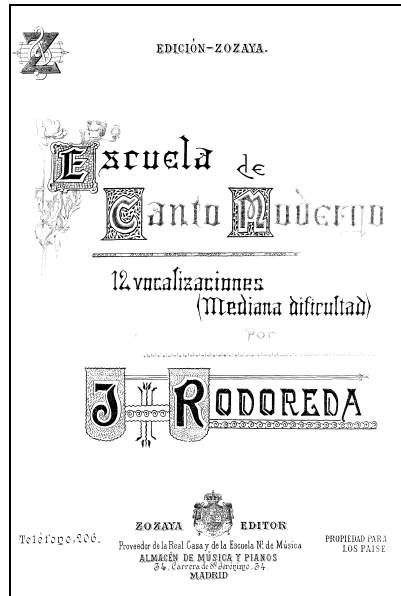 EDICIÓN-ZOZAYA.
Escuela de
Canto Moderno
12 vocalizaciones
(Mediana dificultad)
Por
J. RODOREDA
ZOZAYA EDITOR
Teléfono, 206.
Proveedor de la Real Casa y de la Escuela Nl. de Música
ALMACÉN DE MÚSICA Y PIANOS
34, Carrera de Sn. Jerónimo, 34.
MADRID
PROPIEDAD PARA
LOS PAISE